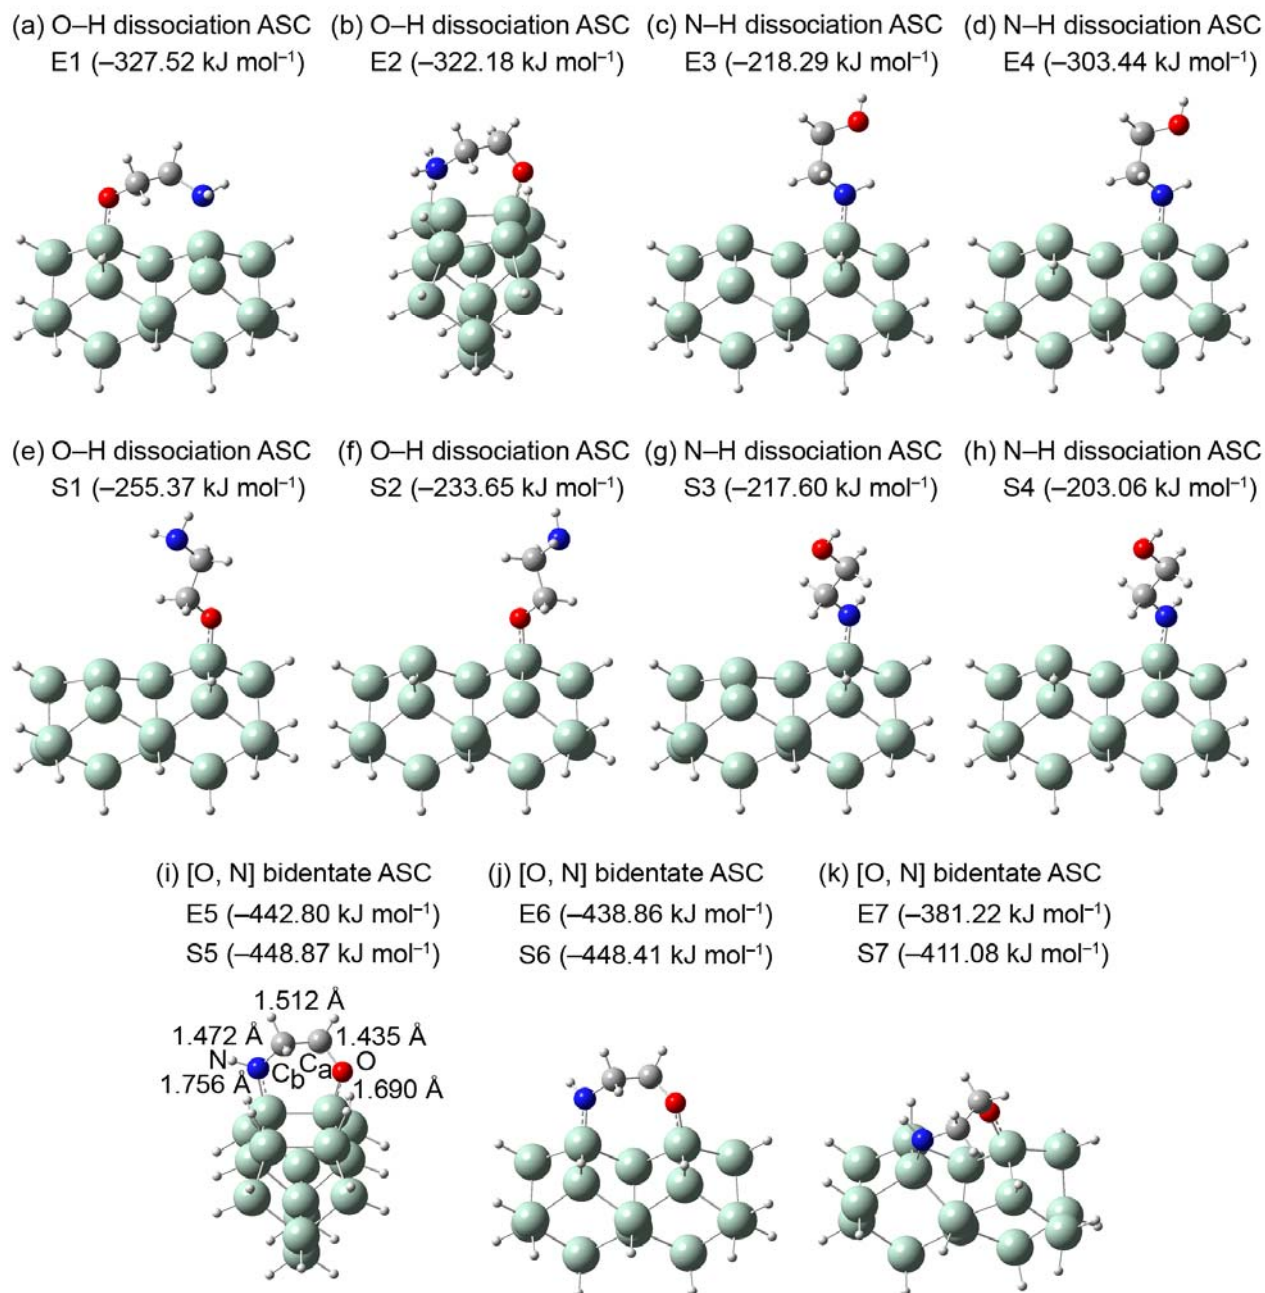 (a) O–H dissociation ASC
E1 (–327.52 kJ mol⁻¹)
(b) O–H dissociation ASC
E2 (–322.18 kJ mol⁻¹)
(c) N–H dissociation ASC
E3 (–218.29 kJ mol⁻¹)
(d) N–H dissociation ASC
E4 (–303.44 kJ mol⁻¹)
(e) O–H dissociation ASC
S1 (–255.37 kJ mol⁻¹)
(f) O–H dissociation ASC
S2 (–233.65 kJ mol⁻¹)
(g) N–H dissociation ASC
S3 (–217.60 kJ mol⁻¹)
(h) N–H dissociation ASC
S4 (–203.06 kJ mol⁻¹)
(i) [O, N] bidentate ASC
E5 (–442.80 kJ mol⁻¹)
S5 (–448.87 kJ mol⁻¹)
1.512 Å
1.472 Å
1.435 Å
N
Cb
Ca
O
1.756 Å
1.690 Å
(j) [O, N] bidentate ASC
E6 (–438.86 kJ mol⁻¹)
S6 (–448.41 kJ mol⁻¹)
(k) [O, N] bidentate ASC
E7 (–381.22 kJ mol⁻¹)
S7 (–411.08 kJ mol⁻¹)